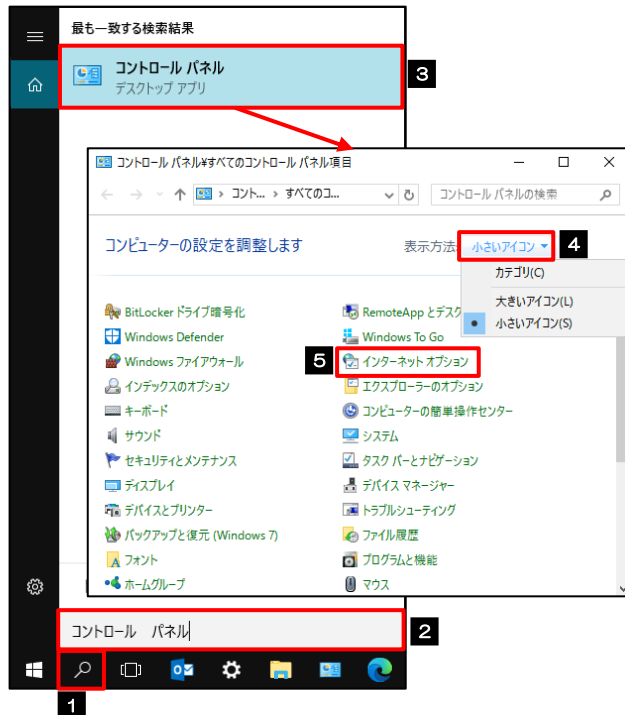 最も一致する検索結果
コントロール パネル
デスクトップ アプリ
3
コントロール パネル¥すべてのコントロール パネル項目
コント... › すべてのコ...
コントロール パネルの検索
コンピューターの設定を調整します
表示方法:
小さいアイコン
4
カテゴリ(C)
大きいアイコン(L)
小さいアイコン(S)
BitLocker ドライブ暗号化
RemoteApp とデスク
Windows Defender
Windows To Go
Windows ファイアウォール
5
インターネット オプション
インデックスのオプション
エクスプローラーのオプション
キーボード
コンピューターの簡単操作センター
サウンド
システム
セキュリティとメンテナンス
タスク バーとナビゲーション
ディスプレイ
デバイス マネージャー
デバイスとプリンター
トラブルシューティング
バックアップと復元 (Windows 7)
ファイル履歴
フォント
プログラムと機能
ホームグループ
マウス
コントロール　パネル
2
1